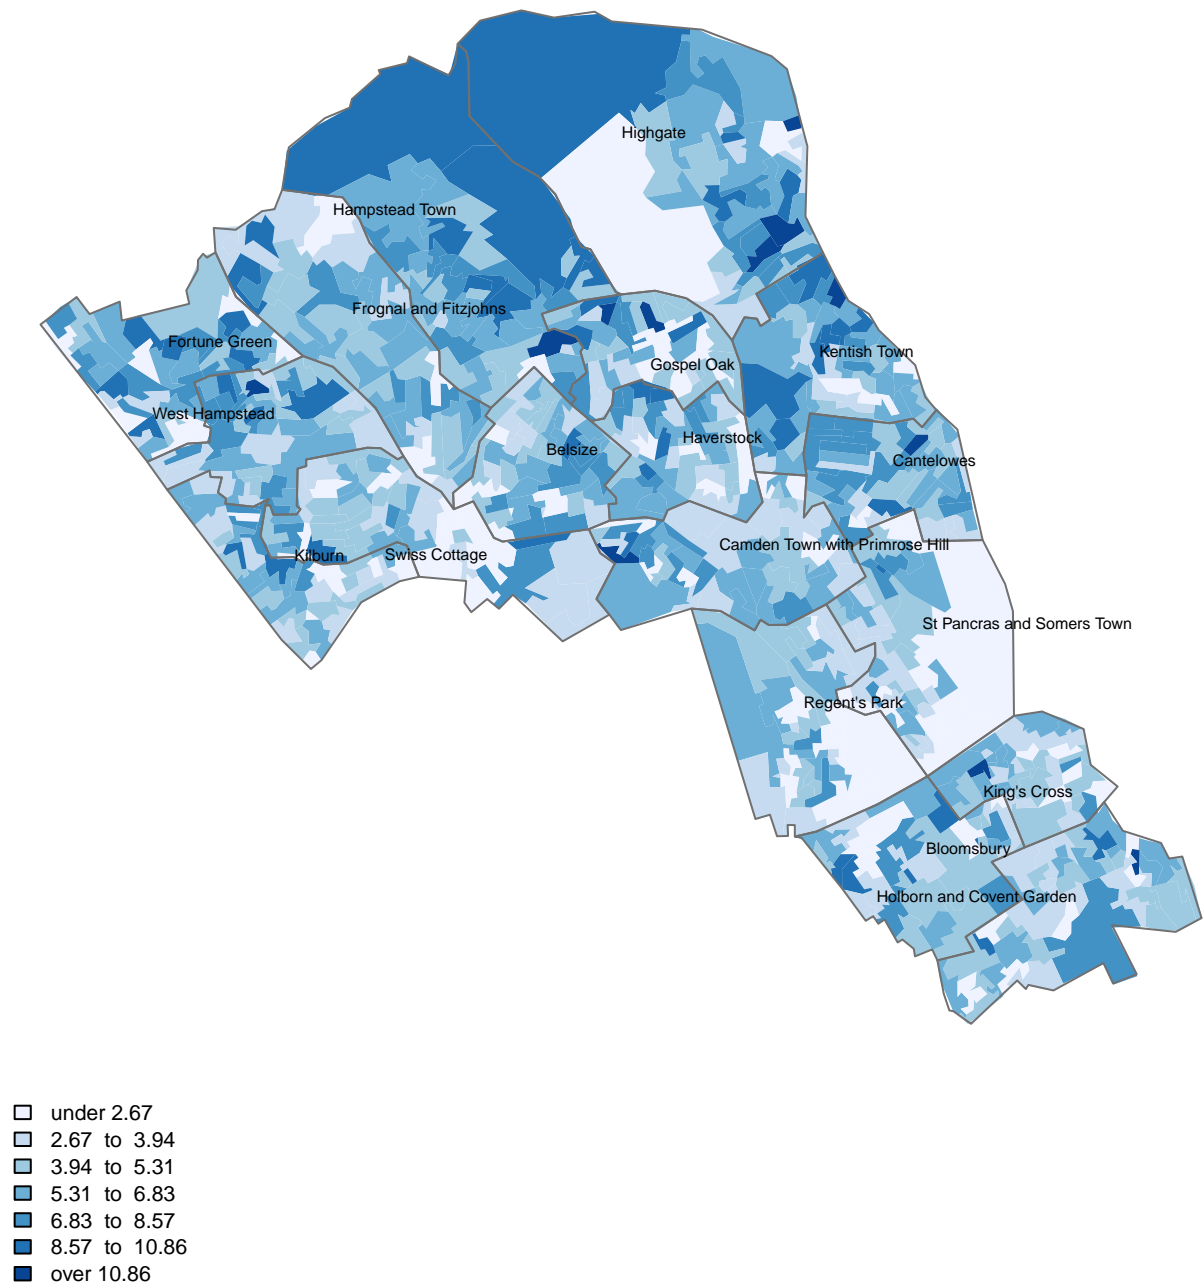 Highgate
Hampstead Town
Frognal and Fitzjohns
Fortune Green
Kentish Town
Gospel Oak
West Hampstead
Haverstock
Belsize
Cantelowes
Camden Town with Primrose Hill
Kilburn
Swiss Cottage
St Pancras and Somers Town
Regent's Park
King's Cross
Bloomsbury
Holborn and Covent Garden
under 2.67
2.67 to 3.94
3.94 to 5.31
5.31 to 6.83
6.83 to 8.57
8.57 to 10.86
over 10.86